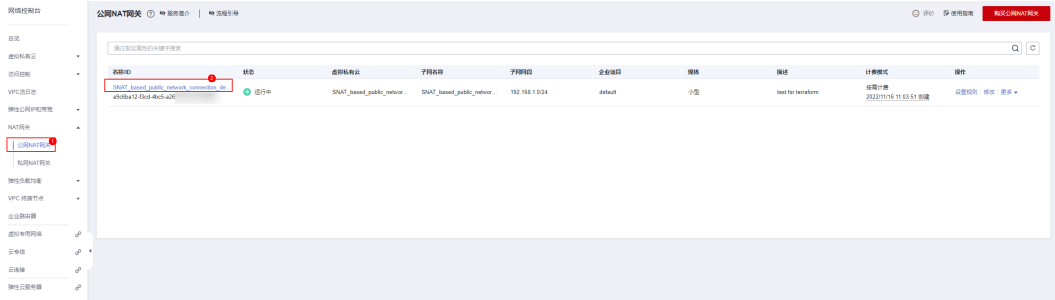 网络控制台
总览
虚拟私有云
访问控制
VPC流日志
弹性公网IP和带宽
NAT网关
公网NAT网关
1
私网NAT网关
弹性负载均衡
VPC 终端节点
企业路由器
虚拟专用网络
云专线
云连接
弹性云服务器
公网NAT网关 服务简介 | 流程引导
评价 使用指南 购买公网NAT网关
通过指定属性的关键字搜索
名称/ID 状态 虚拟私有云 子网名称 子网网段 企业项目 规格 描述 计费模式 操作
2
SNAT_based_public_network_connection_de... 运行中 SNAT_based_public_networ... SNAT_based_public_networ... 192.168.1.0/24 default 小型 test for terraform 按需计费 设置规则 | 修改 | 更多
a9c6ba12-f3cd-4bc5-a26 2022/11/16 11:03:51 创建